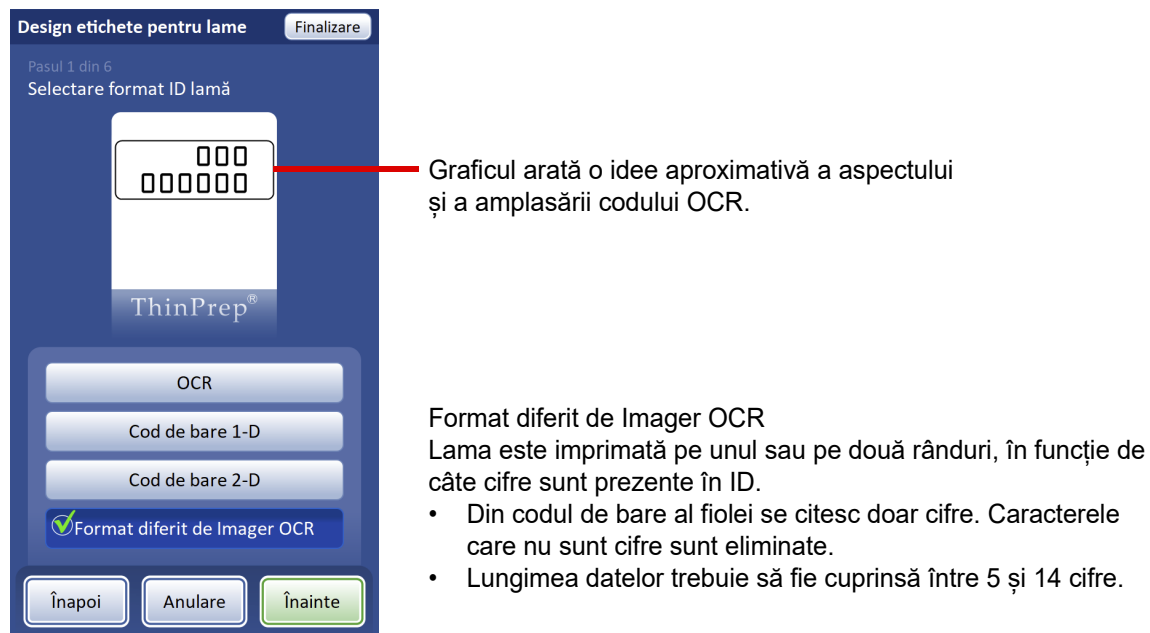 Design etichete pentru lame
Finalizare
Pasul 1 din 6
Selectare format ID lamă
000
000000
ThinPrep®
OCR
Cod de bare 1-D
Cod de bare 2-D
Format diferit de Imager OCR
Înapoi
Anulare
Înainte
Graficul arată o idee aproximativă a aspectului
și a amplasării codului OCR.
Format diferit de Imager OCR
Lama este imprimată pe unul sau pe două rânduri, în funcție de
câte cifre sunt prezente în ID.
• Din codul de bare al fiolei se citesc doar cifre. Caracterele
care nu sunt cifre sunt eliminate.
• Lungimea datelor trebuie să fie cuprinsă între 5 și 14 cifre.